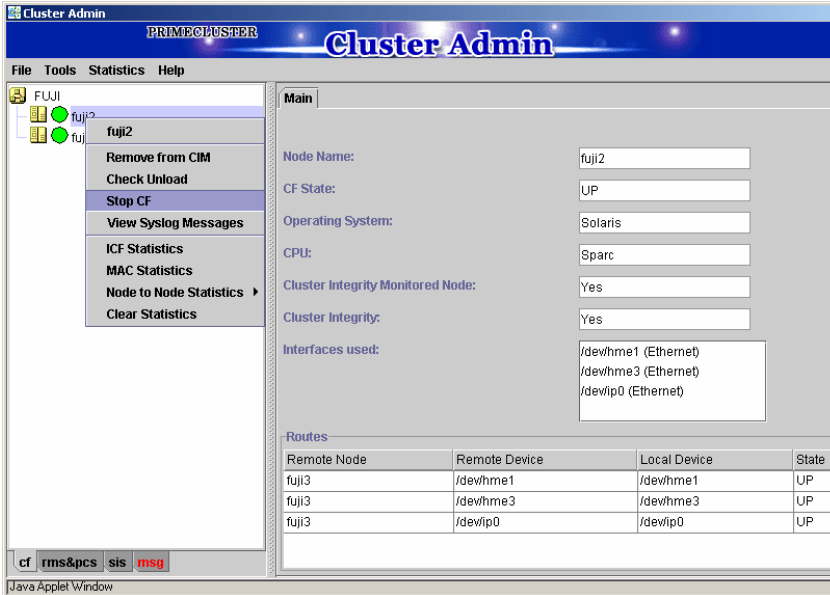 Cluster Admin
PRIMECLUSTER
Cluster Admin
File Tools Statistics Help
FUJI
fuji2
fuj
fuji2
Remove from CIM
Check Unload
Stop CF
View Syslog Messages
ICF Statistics
MAC Statistics
Node to Node Statistics
Clear Statistics
Main
Node Name: fuji2
CF State: UP
Operating System: Solaris
CPU: Sparc
Cluster Integrity Monitored Node: Yes
Cluster Integrity: Yes
Interfaces used: /dev/hme1 (Ethernet)
/dev/hme3 (Ethernet)
/dev/ip0 (Ethernet)
Routes
Remote Node Remote Device Local Device State
fuji3 /dev/hme1 /dev/hme1 UP
fuji3 /dev/hme3 /dev/hme3 UP
fuji3 /dev/ip0 /dev/ip0 UP
cf rms&pcs sis msg
Java Applet Window